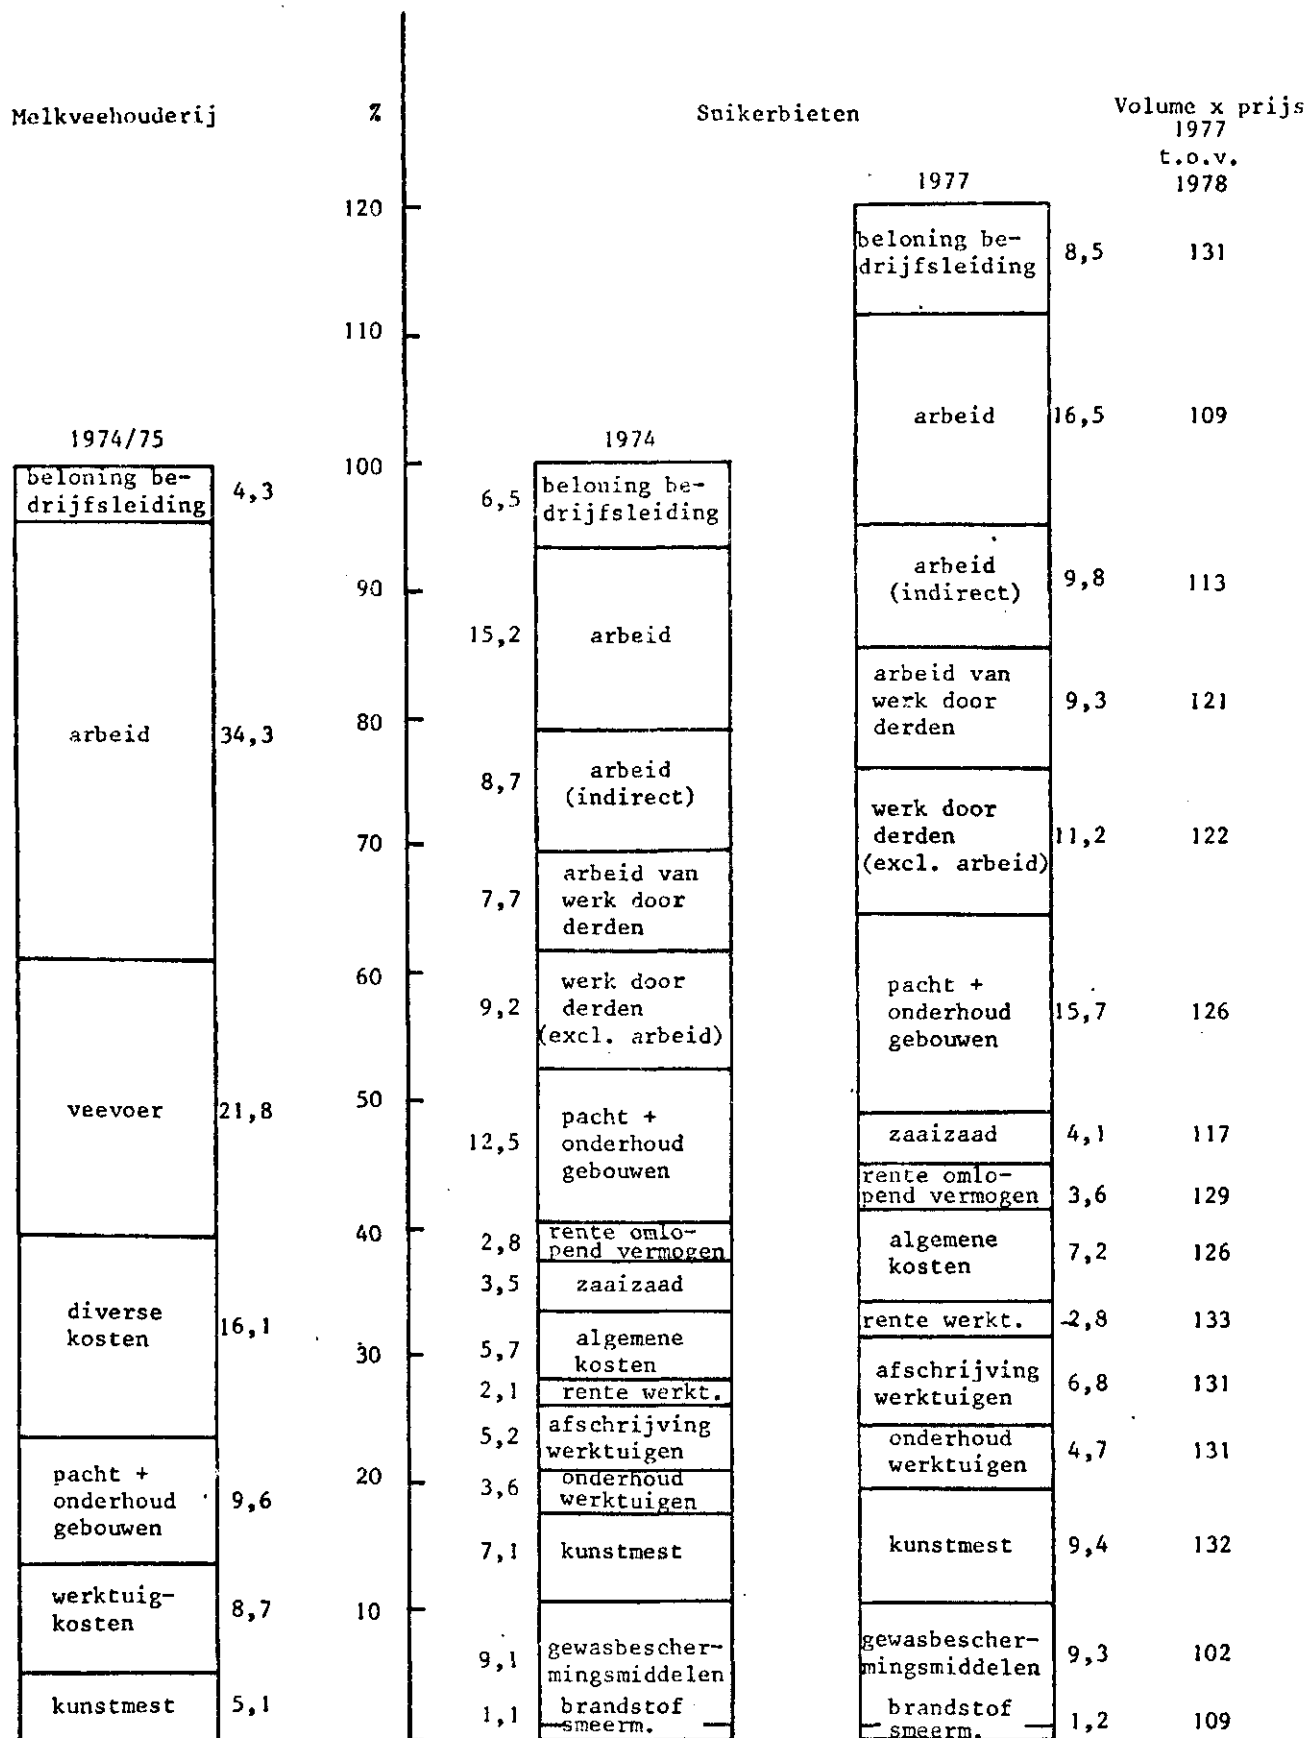 Melkveehouderij
%
Suikerbieten
Volume x prijs
1977
t.o.v.
1978
1974/75
beloning be-
drijfsleiding
4,3
arbeid
34,3
veevoer
21,8
diverse
kosten
16,1
pacht +
onderhoud
gebouwen
9,6
werktuig-
kosten
8,7
kunstmest
5,1
120
110
100
90
80
70
60
50
40
30
20
10
1974
6,5
beloning be-
drijfsleiding
15,2
arbeid
8,7
arbeid
(indirect)
7,7
arbeid van
werk door
derden
9,2
werk door
derden
(excl. arbeid)
12,5
pacht +
onderhoud
gebouwen
2,8
rente omlo-
pend vermogen
3,5
zaaizaad
5,7
algemene
kosten
2,1
rente werkt.
5,2
afschrijving
werktuigen
3,6
onderhoud
werktuigen
7,1
kunstmest
9,1
gewasbescher-
mingsmiddelen
1,1
brandstof
smeerm.
1977
beloning be-
drijfsleiding
8,5
131
arbeid
16,5
109
arbeid
(indirect)
9,8
113
arbeid van
werk door
derden
9,3
121
werk door
derden
(excl. arbeid)
11,2
122
pacht +
onderhoud
gebouwen
15,7
126
zaaizaad
4,1
117
rente omlo-
pend vermogen
3,6
129
algemene
kosten
7,2
126
rente werkt.
2,8
133
afschrijving
werktuigen
6,8
131
onderhoud
werktuigen
4,7
131
kunstmest
9,4
132
gewasbescher-
mingsmiddelen
9,3
102
brandstof
smeerm.
1,2
109